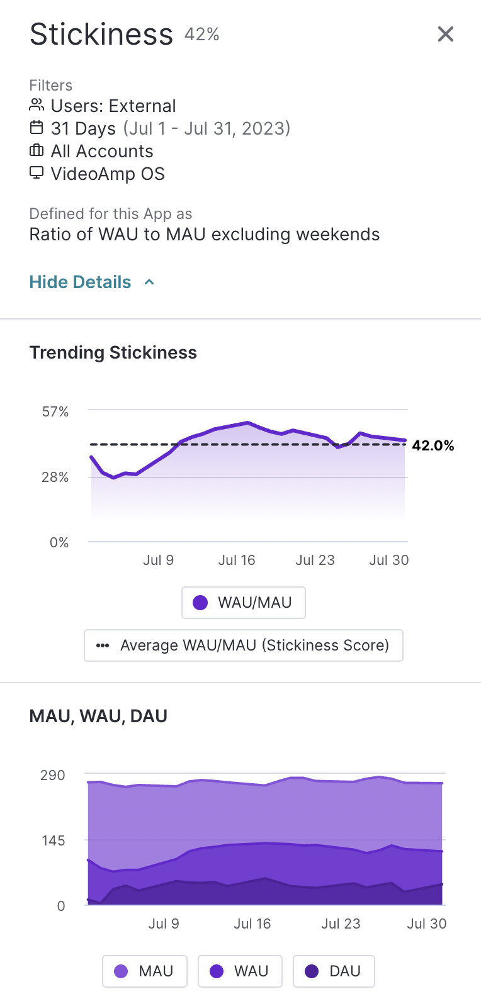 Stickiness 42%
Filters
Users: External
31 Days (Jul 1 - Jul 31, 2023)
All Accounts
VideoAmp OS
Defined for this App as
Ratio of WAU to MAU excluding weekends
Hide Details
Trending Stickiness
57%
42.0%
28%
0%
Jul 9 Jul 16 Jul 23 Jul 30
WAU/MAU
Average WAU/MAU (Stickiness Score)
MAU, WAU, DAU
290
145
0
Jul 9 Jul 16 Jul 23 Jul 30
MAU WAU DAU